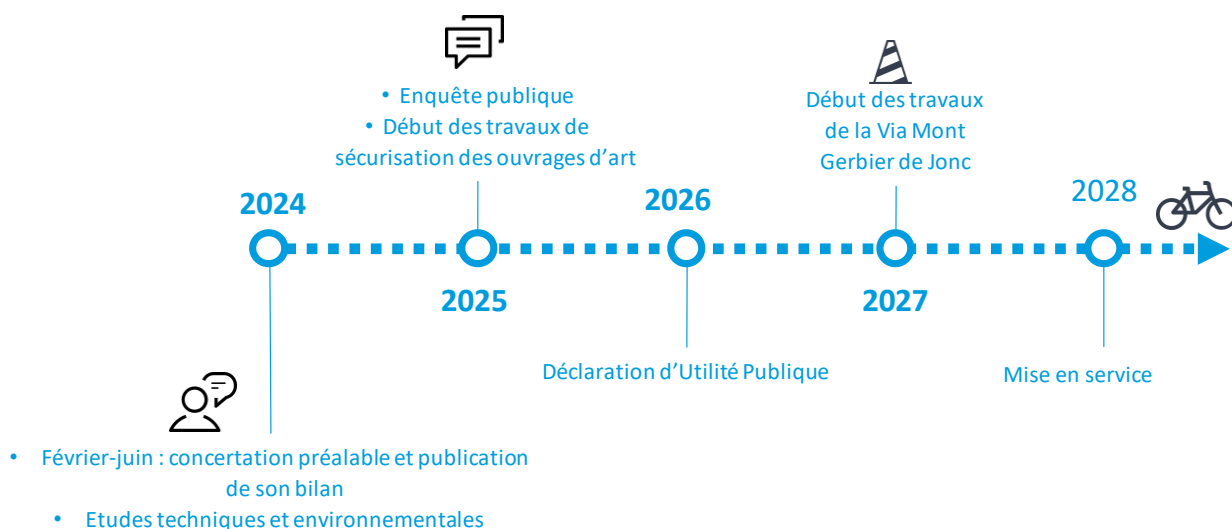 • Enquête publique
• Début des travaux de
sécurisation des ouvrages d'art
Début des travaux
de la Via Mont
Gerbier de Jonc
2024
2026
2028
2025
2027
Déclaration d'Utilité Publique
Mise en service
• Février-juin : concertation préalable et publication
de son bilan
• Etudes techniques et environnementales